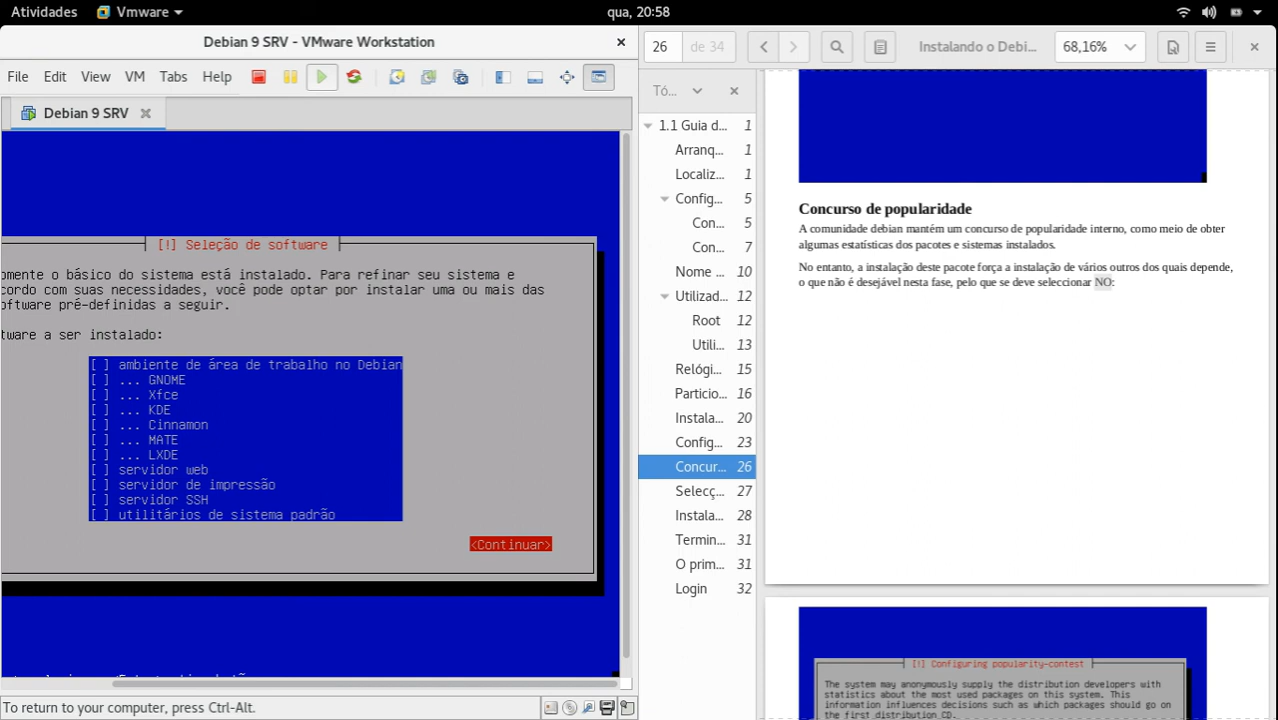 Atividades
Vmware
qua, 20:58
Debian 9 SRV - VMware Workstation
File Edit View VM Tabs Help
Debian 9 SRV
[!] Seleção de software
omente o básico do sistema está instalado. Para refinar seu sistema e
cordo com suas necessidades, você pode optar por instalar uma ou mais das
oftware pré-definidas a seguir.
tware a ser instalado:
[ ] ambiente de área de trabalho no Debian
[ ] ... GNOME
[ ] ... Xfce
[ ] ... KDE
[ ] ... Cinnamon
[ ] ... MATE
[ ] ... LXDE
[ ] servidor web
[ ] servidor de impressão
[ ] servidor SSH
[ ] utilitários de sistema padrão
<Continuar>
To return to your computer, press Ctrl-Alt.
26 de 34
Instalando o Debi...
68,16%
Tó...
1.1 Guia d... 1
Arranq... 1
Localiz... 1
Config... 5
Con... 5
Con... 7
Nome ... 10
Utilizad... 12
Root 12
Utili... 13
Relógi... 15
Particio... 16
Instala... 20
Config... 23
Concur... 26
Selecç... 27
Instala... 28
Termin... 31
O prim... 31
Login 32
Concurso de popularidade
A comunidade debian mantém um concurso de popularidade interno, como meio de obter
algumas estatísticas dos pacotes e sistemas instalados.
No entanto, a instalação deste pacote força a instalação de vários outros dos quais depende,
o que não é desejável nesta fase, pelo que se deve seleccionar NO:
[!] Configuring popularity-contest
The system may anonymously supply the distribution developers with
statistics about the most used packages on this system. This
information influences decisions such as which packages should go on
the first distribution CD.